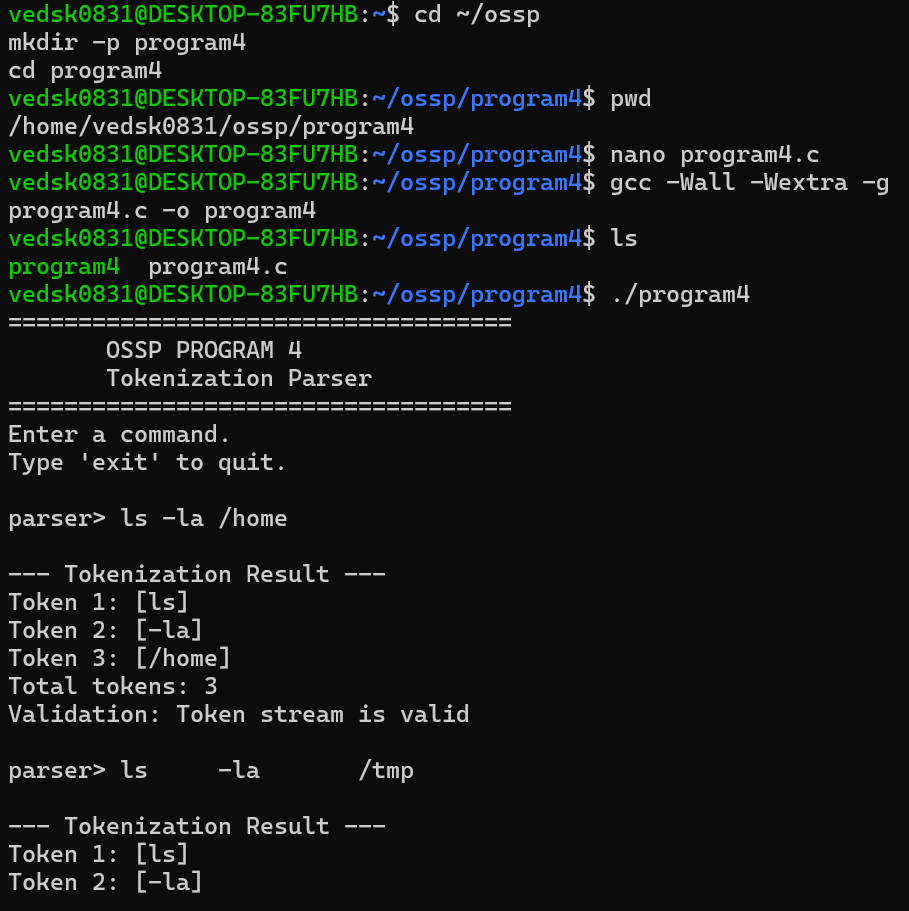 vedsk0831@DESKTOP-83FU7HB:~$ cd ~/ossp
mkdir -p program4
cd program4
vedsk0831@DESKTOP-83FU7HB:~/ossp/program4$ pwd
/home/vedsk0831/ossp/program4
vedsk0831@DESKTOP-83FU7HB:~/ossp/program4$ nano program4.c
vedsk0831@DESKTOP-83FU7HB:~/ossp/program4$ gcc -Wall -Wextra -g
program4.c -o program4
vedsk0831@DESKTOP-83FU7HB:~/ossp/program4$ ls
program4  program4.c
vedsk0831@DESKTOP-83FU7HB:~/ossp/program4$ ./program4
====================================
       OSSP PROGRAM 4
       Tokenization Parser
====================================
Enter a command.
Type 'exit' to quit.

parser> ls -la /home

--- Tokenization Result ---
Token 1: [ls]
Token 2: [-la]
Token 3: [/home]
Total tokens: 3
Validation: Token stream is valid

parser> ls     -la       /tmp

--- Tokenization Result ---
Token 1: [ls]
Token 2: [-la]